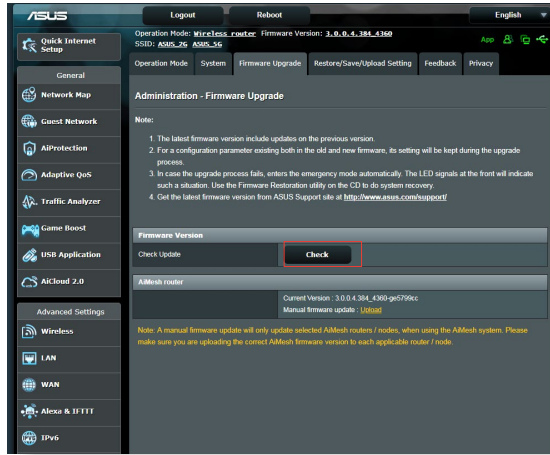 ASUS
Logout
Reboot
English
Quick Internet
Setup
Operation Mode: Wireless router Firmware Version: 3.0.0.4.384_4360
SSID: ASUS_2G ASUS_5G
App
Operation Mode
System
Firmware Upgrade
Restore/Save/Upload Setting
Feedback
Privacy
General
Network Map
Guest Network
AiProtection
Adaptive QoS
Traffic Analyzer
Game Boost
USB Application
AiCloud 2.0
Advanced Settings
Wireless
LAN
WAN
Alexa & IFTTT
IPv6
Administration - Firmware Upgrade
Note:
1. The latest firmware version include updates on the previous version.
2. For a configuration parameter existing both in the old and new firmware, its setting will be kept during the upgrade
process.
3. In case the upgrade process fails, enters the emergency mode automatically. The LED signals at the front will indicate
such a situation. Use the Firmware Restoration utility on the CD to do system recovery.
4. Get the latest firmware version from ASUS Support site at http://www.asus.com/support/
Firmware Version
Check Update
Check
AiMesh router
Current Version : 3.0.0.4.384_4360-ge5799cc
Manual firmware update : Upload
Note: A manual firmware update will only update selected AiMesh routers / nodes, when using the AiMesh system. Please
make sure you are uploading the correct AiMesh firmware version to each applicable router / node.